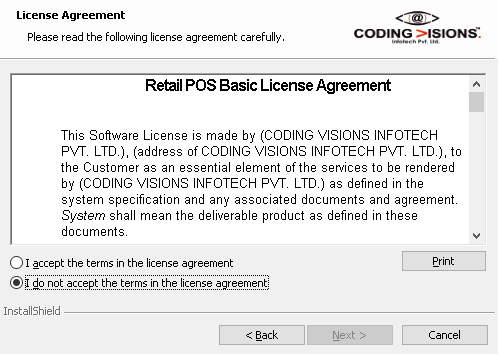 License Agreement
Please read the following license agreement carefully.
CODING VISIONS™
Infotech Pvt. Ltd.
Retail POS Basic License Agreement
This Software License is made by (CODING VISIONS INFOTECH
PVT. LTD.), (address of CODING VISIONS INFOTECH PVT. LTD.), to
the Customer as an essential element of the services to be rendered
by (CODING VISIONS INFOTECH PVT. LTD.) as defined in the
system specification and any associated documents and agreement.
System shall mean the deliverable product as defined in these
documents.
I accept the terms in the license agreement
Print
I do not accept the terms in the license agreement
InstallShield
< Back
Next >
Cancel